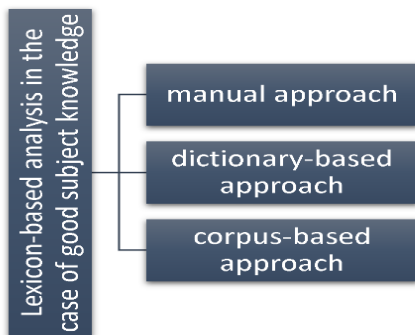 Lexicon-based analysis in the
case of good subject knowledge
manual approach
dictionary-based
approach
corpus-based
approach